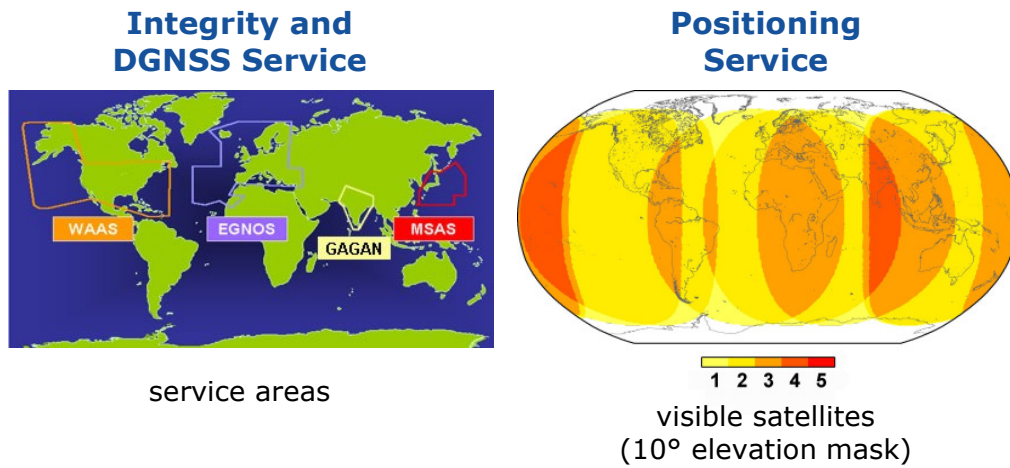 Integrity and
DGNSS Service
WAAS
EGNOS
GAGAN
MSAS
service areas
Positioning
Service
1 2 3 4 5
visible satellites
(10° elevation mask)